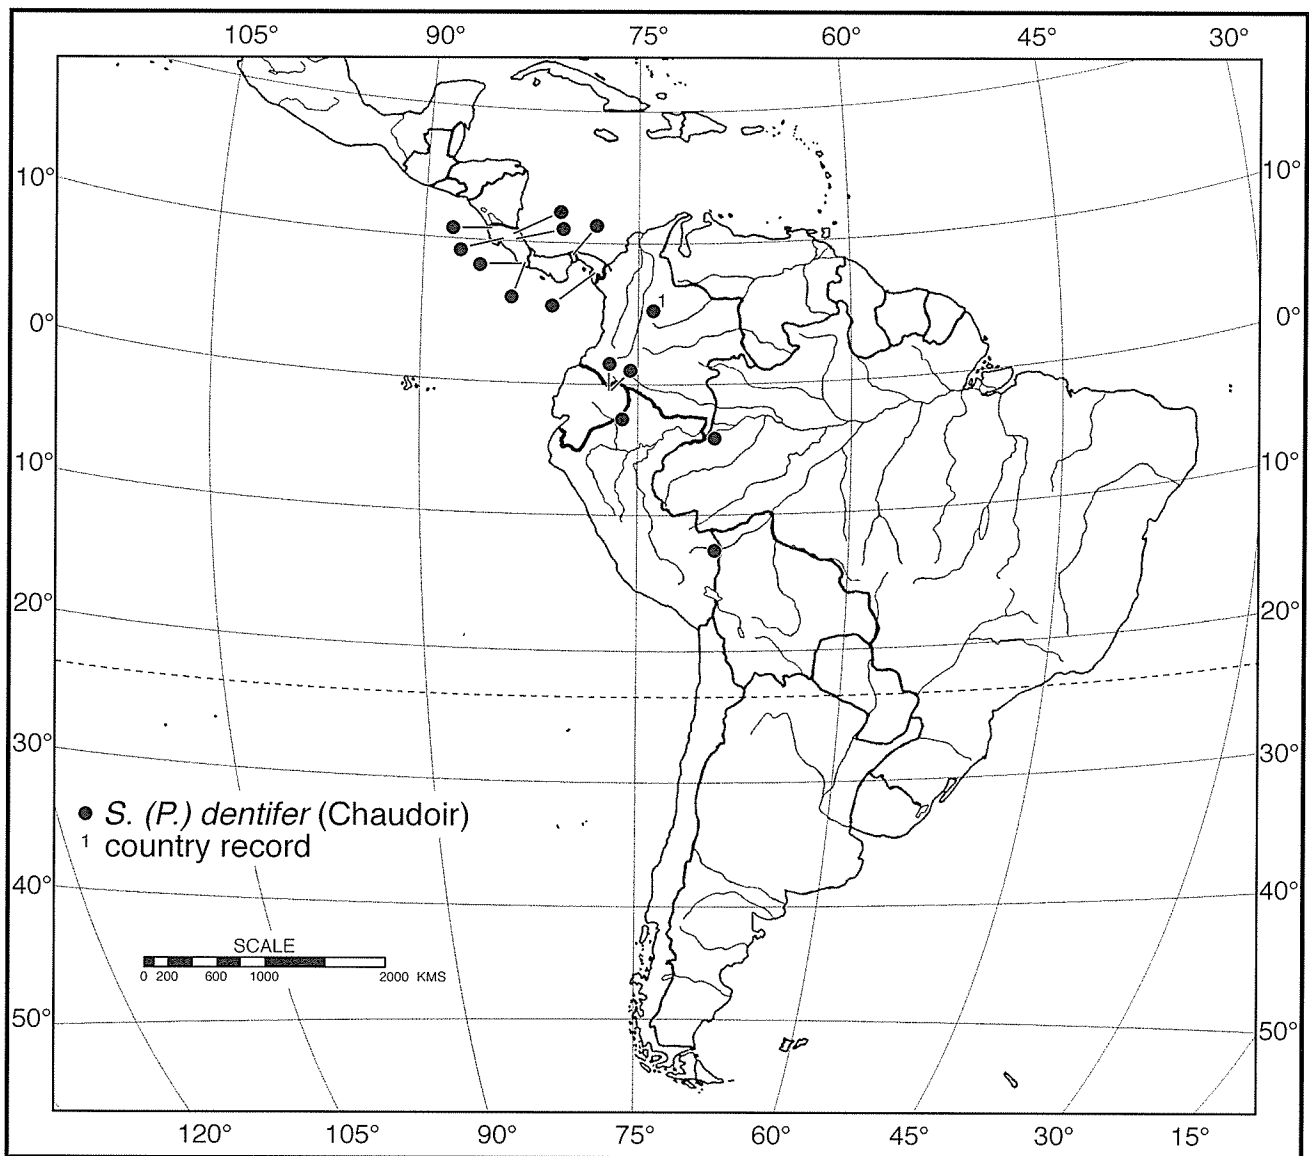 105° 90° 75° 60° 45° 30°
10° 10°
1
0° 0°
10° 10°
20° 20°
30° 30°
● S. (P.) dentifer (Chaudoir)
1 country record
40° 40°
SCALE
0 200 600 1000 2000 KMS
50° 50°
120° 105° 90° 75° 60° 45° 30° 15°